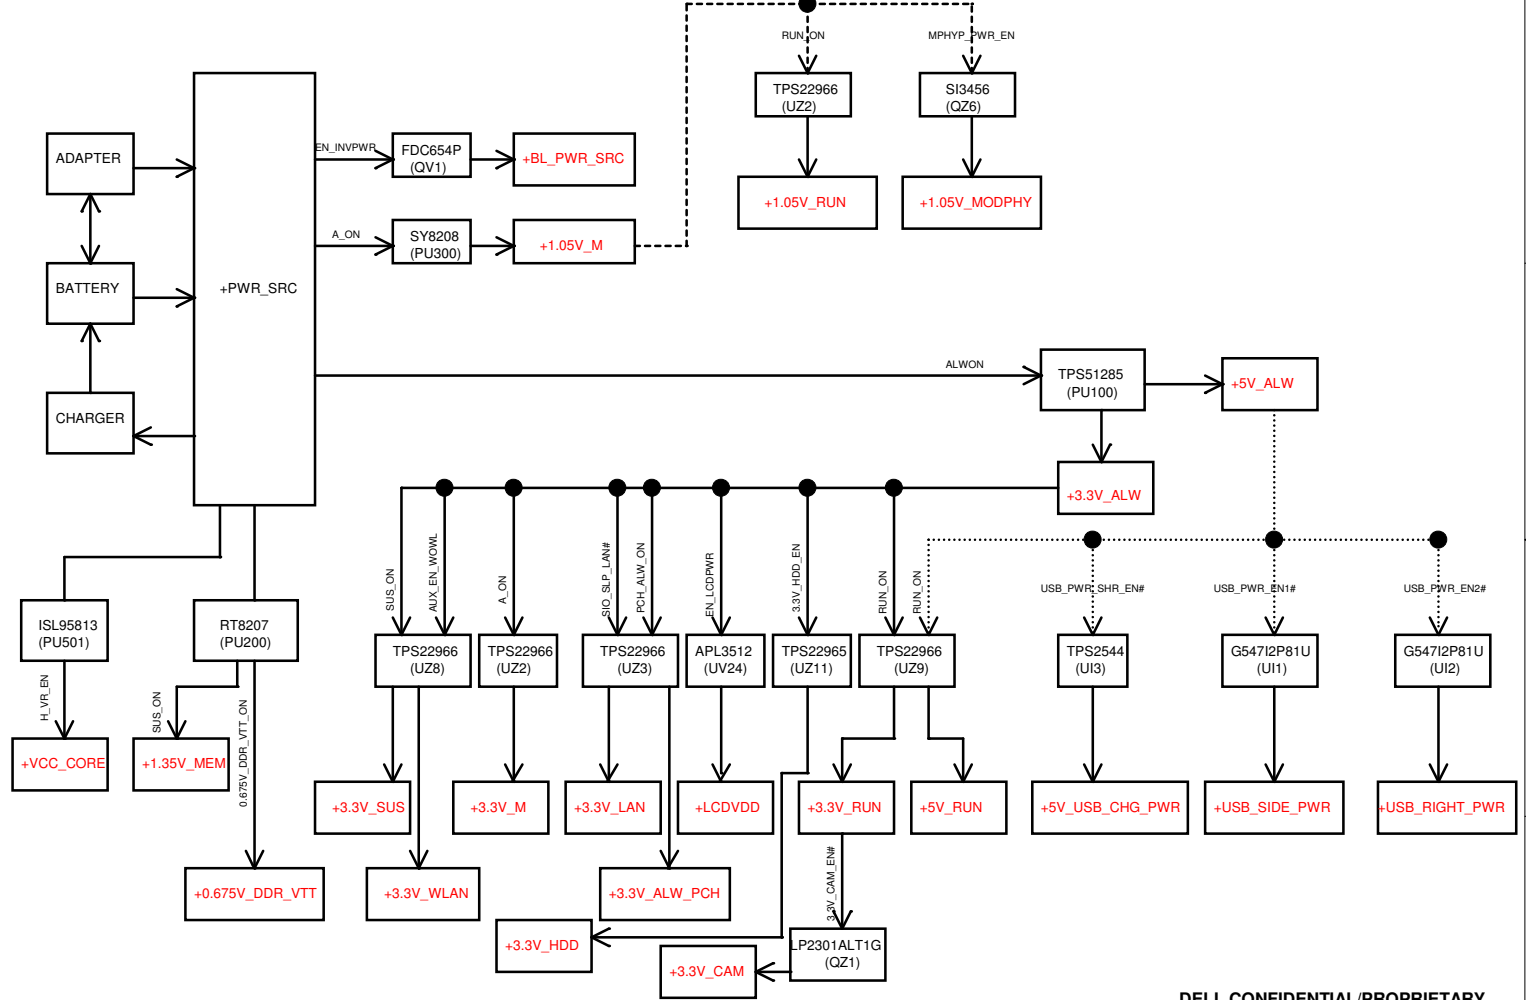 RUN_ON
MPHYP_PWR_EN
TPS22966
(UZ2)
SI3456
(QZ6)
ADAPTER
EN_INVPWR
FDC654P
(QV1)
+BL_PWR_SRC
+1.05V_RUN
+1.05V_MODPHY
A_ON
SY8208
(PU300)
+1.05V_M
BATTERY
+PWR_SRC
ALWON
TPS51285
(PU100)
+5V_ALW
CHARGER
+3.3V_ALW
SUS_ON
AUX_EN_WOWL
A_ON
SIO_SLP_LAN#
PCH_ALW_ON
EN_LCDPWR
3.3V_HDD_EN
RUN_ON
RUN_ON
USB_PWR_SHR_EN#
USB_PWR_EN1#
USB_PWR_EN2#
ISL95813
(PU501)
RT8207
(PU200)
TPS22966
(UZ8)
TPS22966
(UZ2)
TPS22966
(UZ3)
APL3512
(UV24)
TPS22965
(UZ11)
TPS22966
(UZ9)
TPS2544
(UI3)
G547I2P81U
(UI1)
G547I2P81U
(UI2)
H_VR_EN
SUS_ON
0.675V_DDR_VTT_ON
+VCC_CORE
+1.35V_MEM
+3.3V_SUS
+3.3V_M
+3.3V_LAN
+LCDVDD
+3.3V_RUN
+5V_RUN
+5V_USB_CHG_PWR
+USB_SIDE_PWR
+USB_RIGHT_PWR
3.3V_CAM_EN#
+0.675V_DDR_VTT
+3.3V_WLAN
+3.3V_ALW_PCH
+3.3V_HDD
LP2301ALT1G
(QZ1)
+3.3V_CAM
DELL CONFIDENTIAL/PROPRIETARY